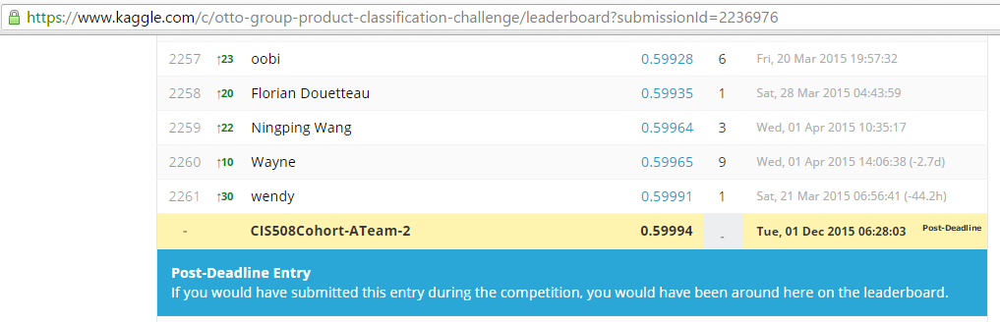 https://www.kaggle.com/c/otto-group-product-classification-challenge/leaderboard?submissionId=2236976
2257 ↑23 oobi 0.59928 6 Fri, 20 Mar 2015 19:57:32
2258 ↑20 Florian Douetteau 0.59935 1 Sat, 28 Mar 2015 04:43:59
2259 ↑22 Ningping Wang 0.59964 3 Wed, 01 Apr 2015 10:35:17
2260 ↑10 Wayne 0.59965 9 Wed, 01 Apr 2015 14:06:38 (-2.7d)
2261 ↑30 wendy 0.59991 1 Sat, 21 Mar 2015 06:56:41 (-44.2h)
- CIS508Cohort-ATeam-2 0.59994 - Tue, 01 Dec 2015 06:28:03 Post-Deadline
Post-Deadline Entry
If you would have submitted this entry during the competition, you would have been around here on the leaderboard.